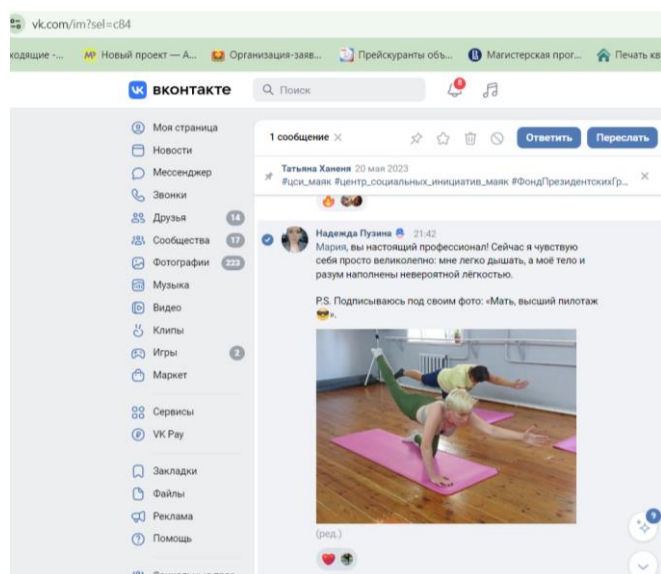 vk.com/im?sel=c84
ходящие -...
Новый проект — А...
Организация-заяв...
Прейскуранты объ...
Магистерская прог...
Печать кв
вконтакте
Поиск
8
Моя страница
Новости
Мессенджер
Звонки
Друзья 14
Сообщества 17
Фотографии 223
Музыка
Видео
Клипы
Игры 2
Маркет
Сервисы
VK Pay
Закладки
Файлы
Реклама
Помощь
1 сообщение
Ответить
Переслать
Татьяна Ханеня 20 мая 2023
#цси_маяк #центр_социальных_инициатив_маяк #ФондПрезидентскихГр...
Надежда Пузина 21:42
Мария, вы настоящий профессионал! Сейчас я чувствую
себя просто великолепно: мне легко дышать, а моё тело и
разум наполнены невероятной лёгкостью.
P.S. Подписываюсь под своим фото: «Мать, высший пилотаж
😎».
(ред.)
9